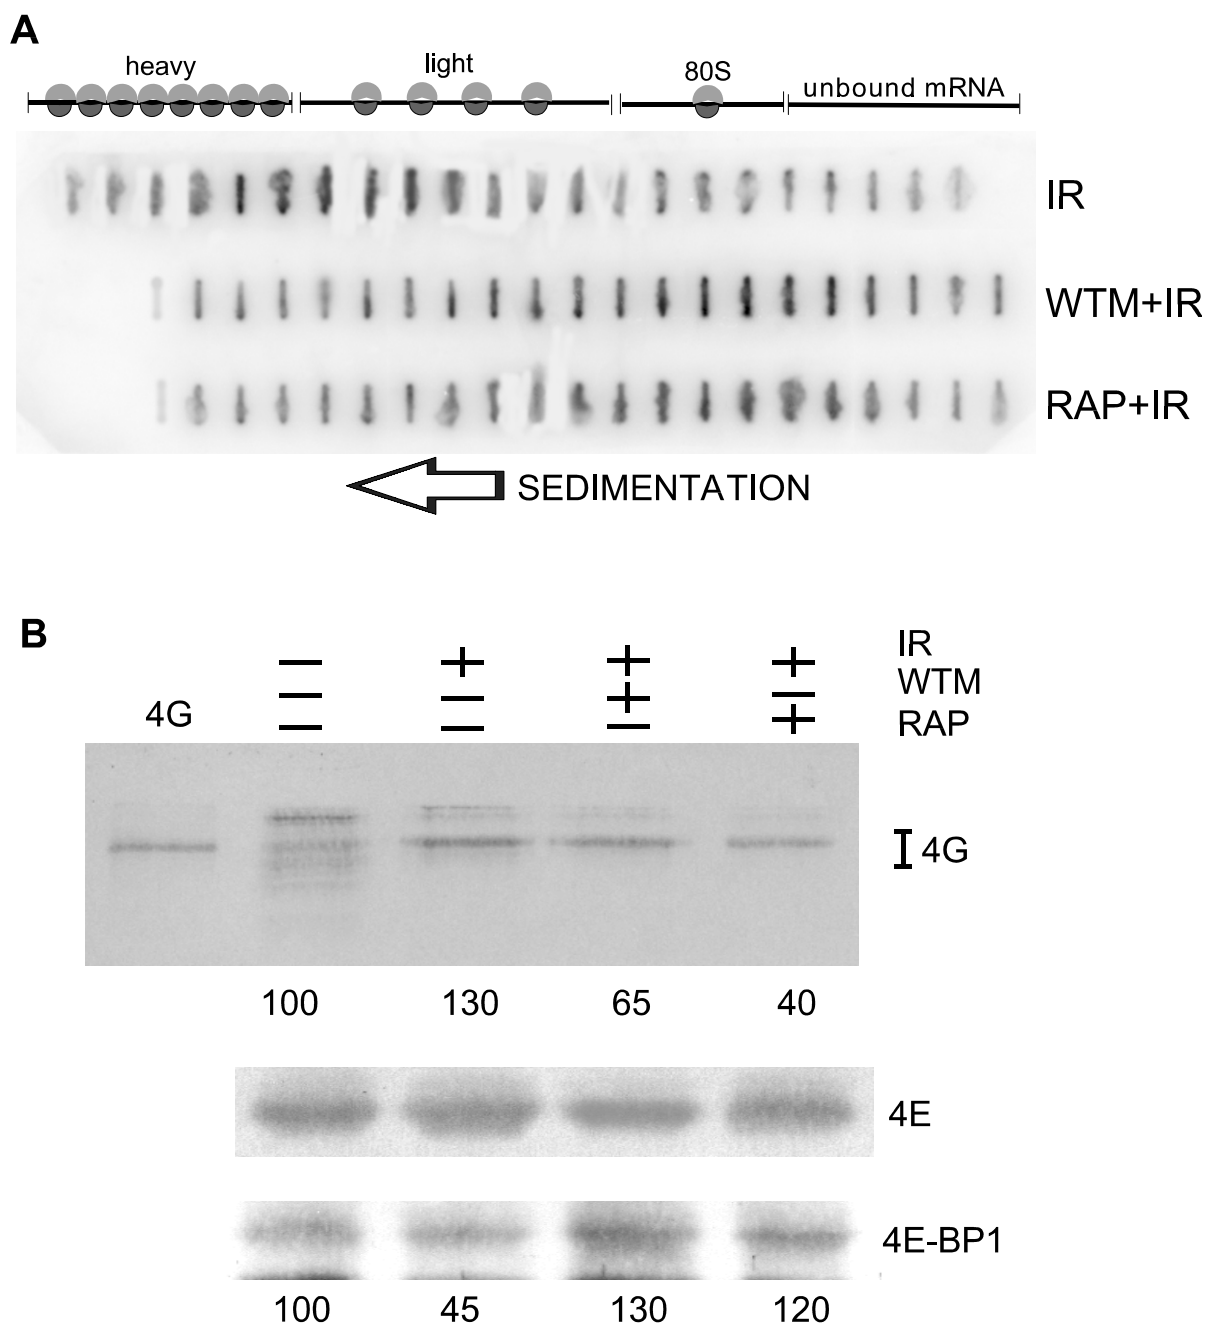 A
heavy light 80S unbound mRNA
IR
WTM+IR
RAP+IR
SEDIMENTATION
B
IR
WTM
RAP
4G
4G
100 130 65 40
4E
4E-BP1
100 45 130 120